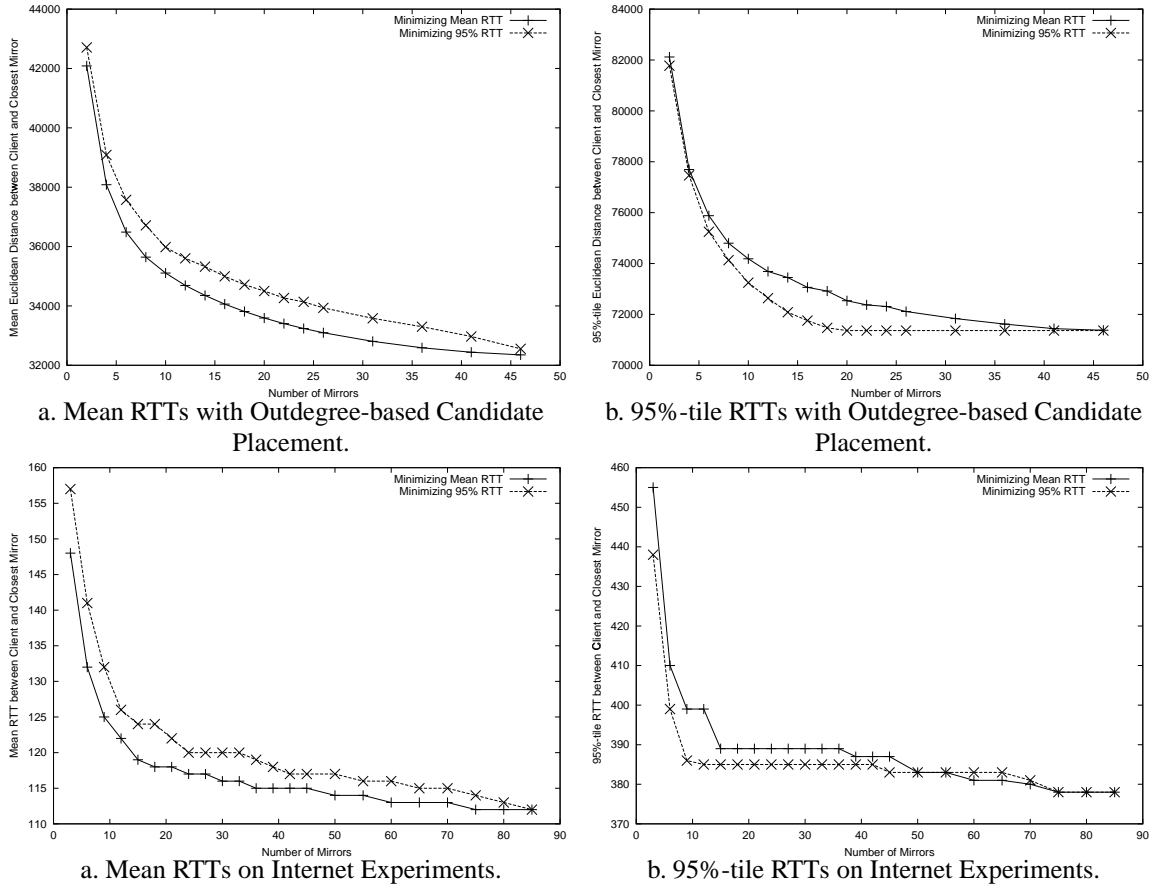 44000
42000
40000
38000
36000
34000
32000
0 5 10 15 20 25 30 35 40 45 50
Mean Euclidean Distance between Client and Closest Mirror
Number of Mirrors
Minimizing Mean RTT
Minimizing 95% RTT
a. Mean RTTs with Outdegree-based Candidate
Placement.
84000
82000
80000
78000
76000
74000
72000
70000
0 5 10 15 20 25 30 35 40 45 50
95%-tile Euclidean Distance between Client and Closest Mirror
Number of Mirrors
Minimizing Mean RTT
Minimizing 95% RTT
b. 95%-tile RTTs with Outdegree-based Candidate
Placement.
160
155
150
145
140
135
130
125
120
115
110
0 10 20 30 40 50 60 70 80 90
Mean RTT between Client and Closest Mirror
Number of Mirrors
Minimizing Mean RTT
Minimizing 95% RTT
a. Mean RTTs on Internet Experiments.
460
450
440
430
420
410
400
390
380
370
0 10 20 30 40 50 60 70 80 90
95%-tile RTT between Client and Closest Mirror
Number of Mirrors
Minimizing Mean RTT
Minimizing 95% RTT
b. 95%-tile RTTs on Internet Experiments.